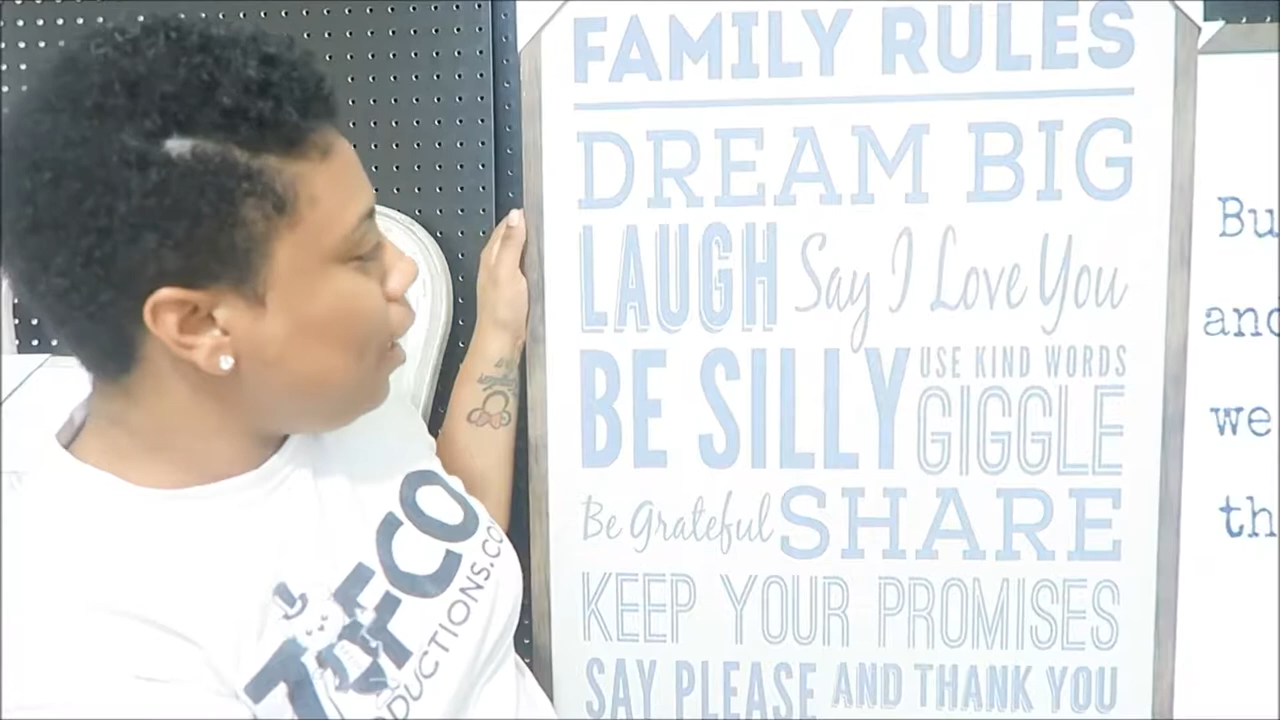 FAMILY RULES
DREAM BIG
LAUGH Say I Love You
BE SILLY USE KIND WORDS
GIGGLE
Be Grateful SHARE
KEEP YOUR PROMISES
SAY PLEASE AND THANK YOU
Bu
and
we
th
FCO